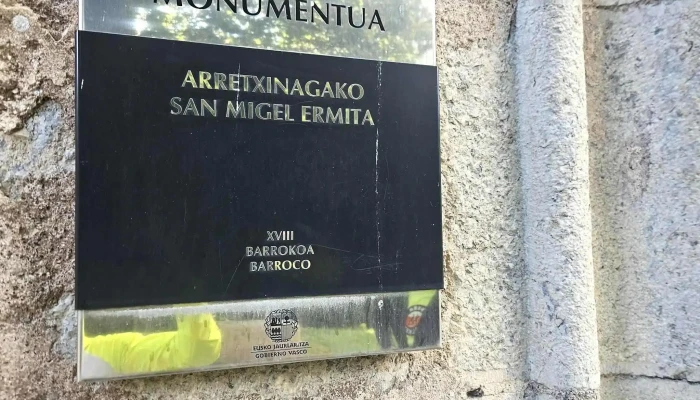 MONUMENTUA
ARRETXINAGAKO
SAN MIGEL ERMITA
XVIII
BARROKOA
BARROCO
EUSKO JAURLARITZA
GOBIERNO VASCO